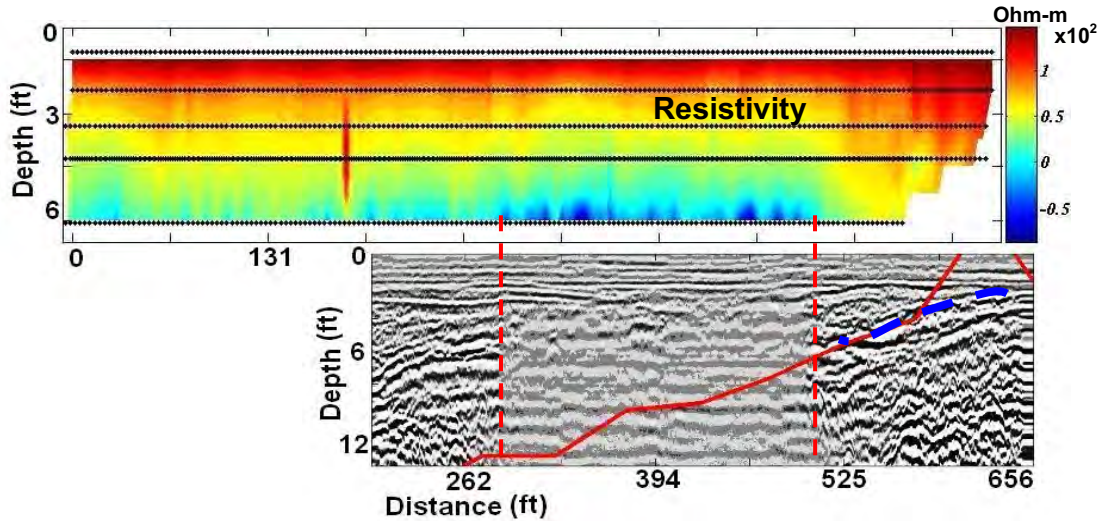 Ohm-m
x10²
0
3
6
Depth (ft)
Resistivity
1
0.5
0
-0.5
0
131
0
6
12
Depth (ft)
262
394
525
656
Distance (ft)